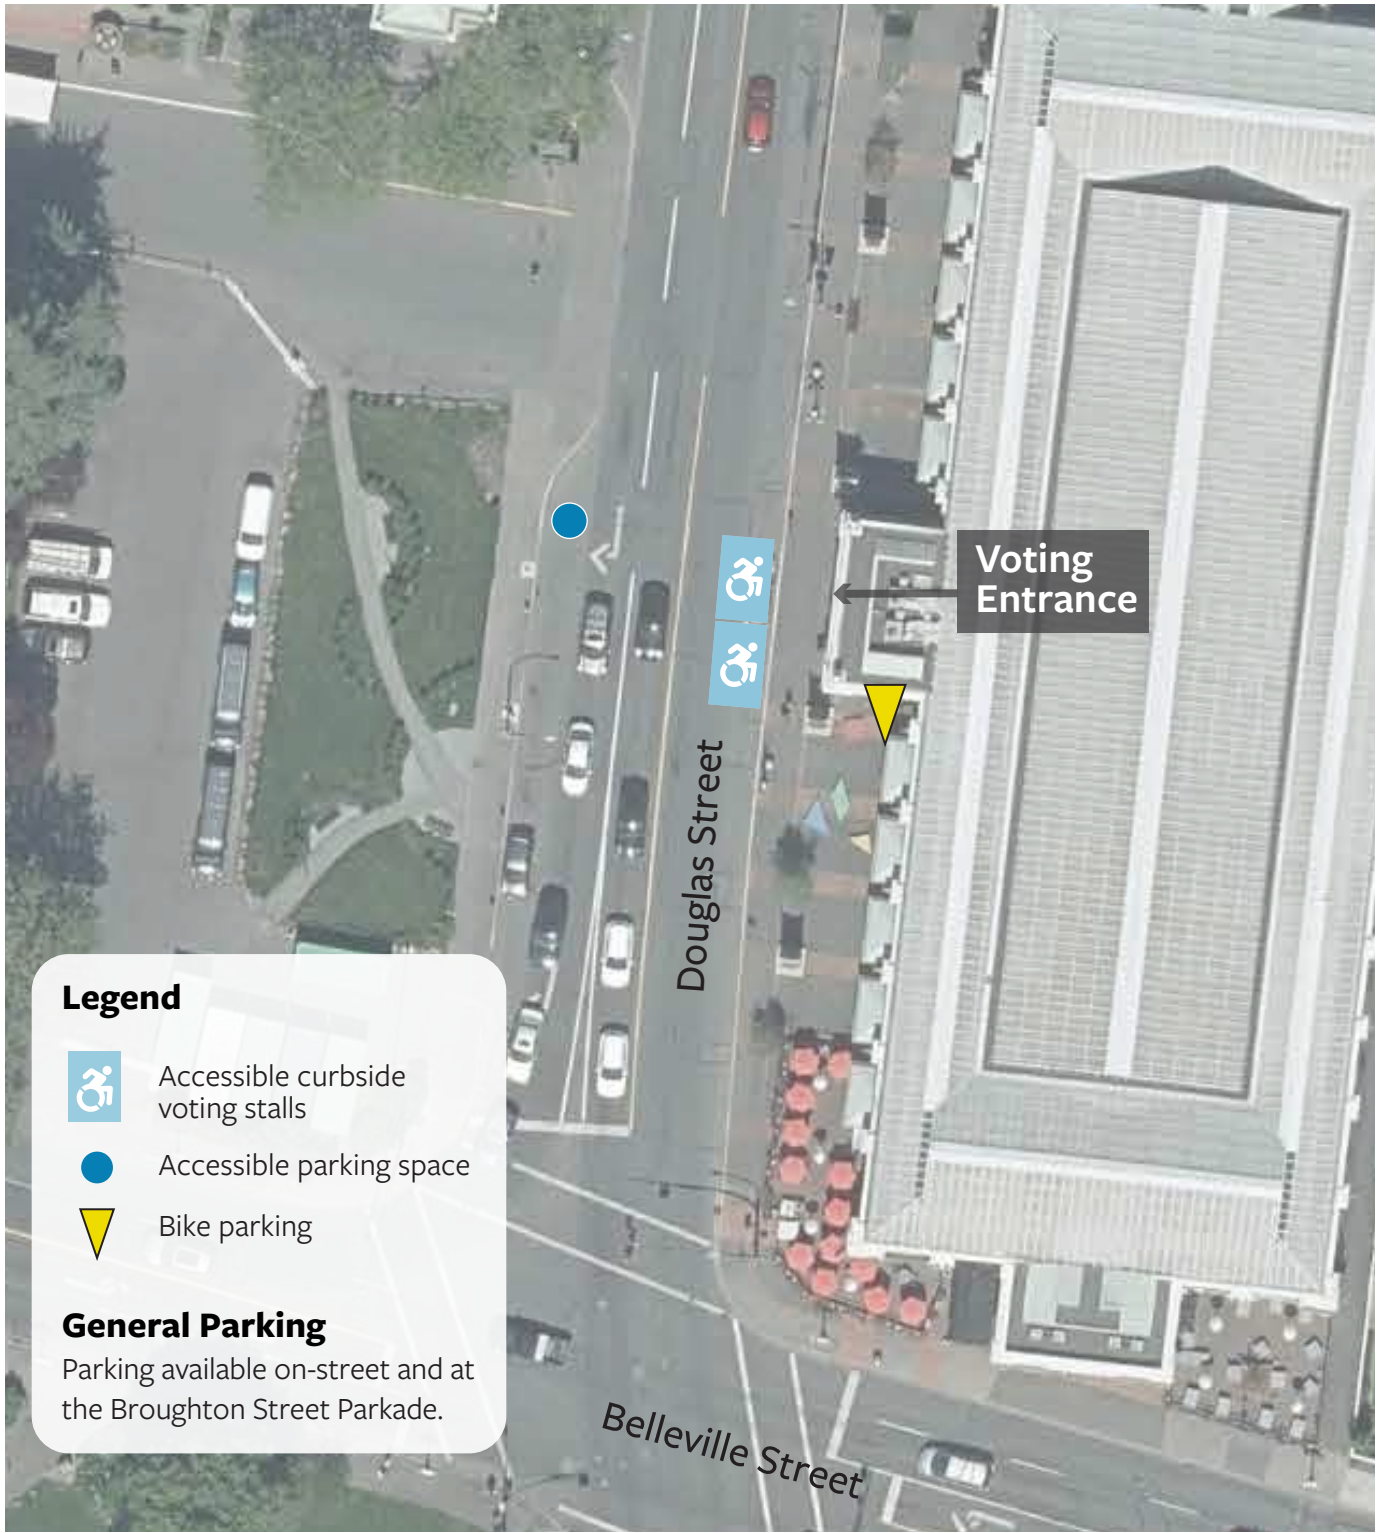 Voting
Entrance
Douglas Street
Legend
Accessible curbside
voting stalls
Accessible parking space
Bike parking
General Parking
Parking available on-street and at
the Broughton Street Parkade.
Belleville Street